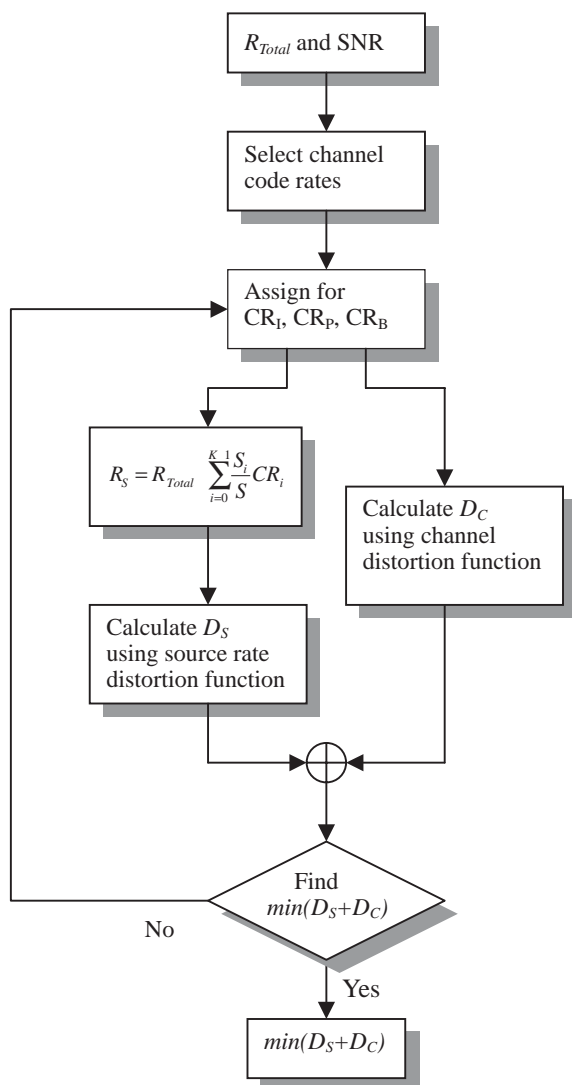 R_Total and SNR
Select channel
code rates
Assign for
CR_I, CR_P, CR_B
R_S = R_Total ∑_{i=0}^{K 1} S_i/S CR_i
Calculate D_C
using channel
distortion function
Calculate D_S
using source rate
distortion function
Find
min(D_S+D_C)
No
Yes
min(D_S+D_C)